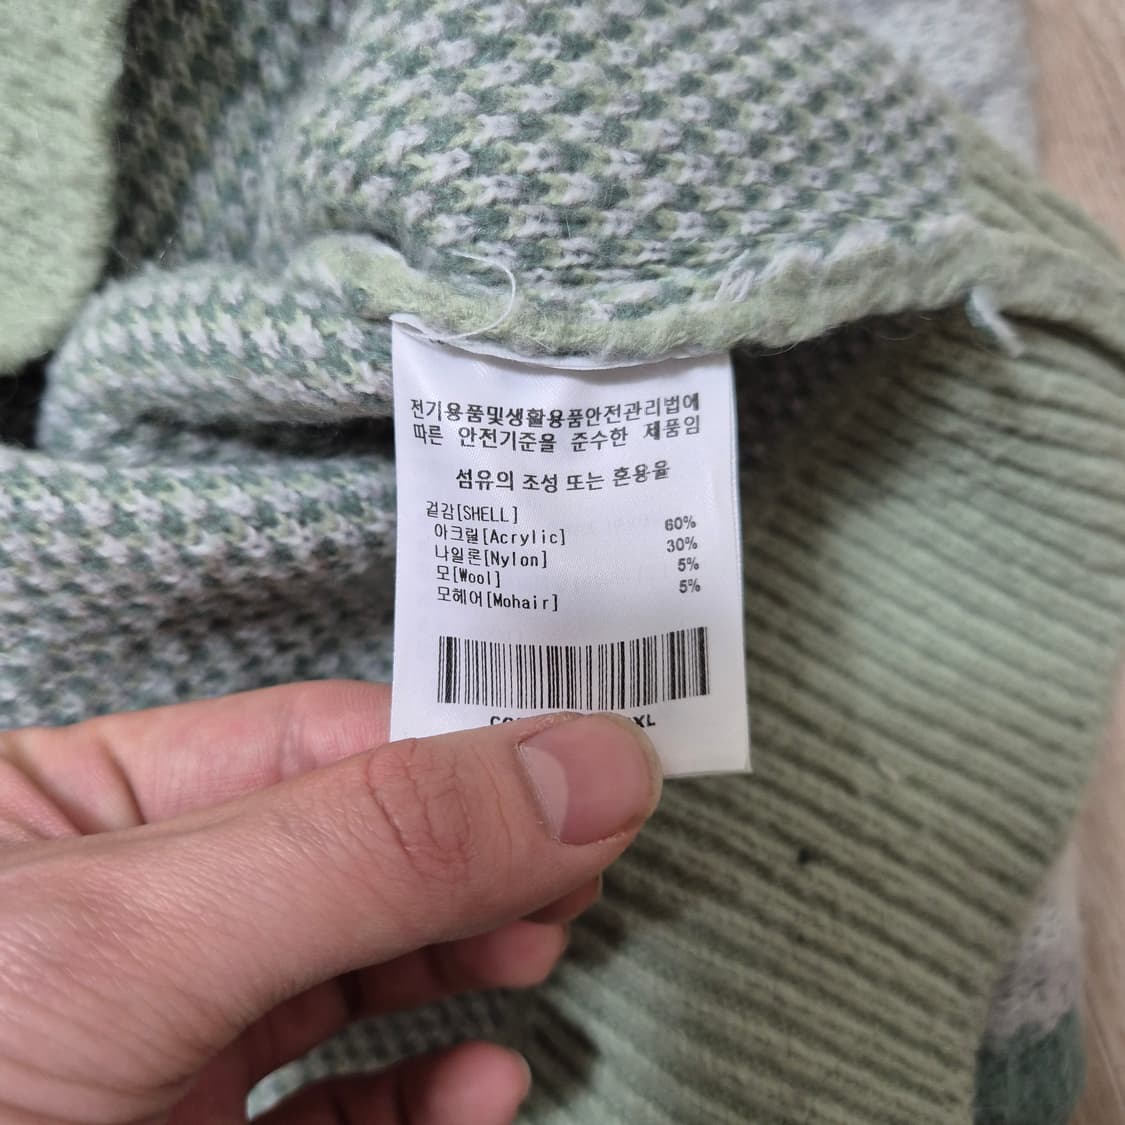 전기용품및생활용품안전관리법에
따른 안전기준을 준수한 제품임
섬유의 조성 또는 혼용율
겉감[SHELL]
아크릴[Acrylic] 60%
나일론[Nylon] 30%
모[Wool] 5%
모헤어[Mohair] 5%